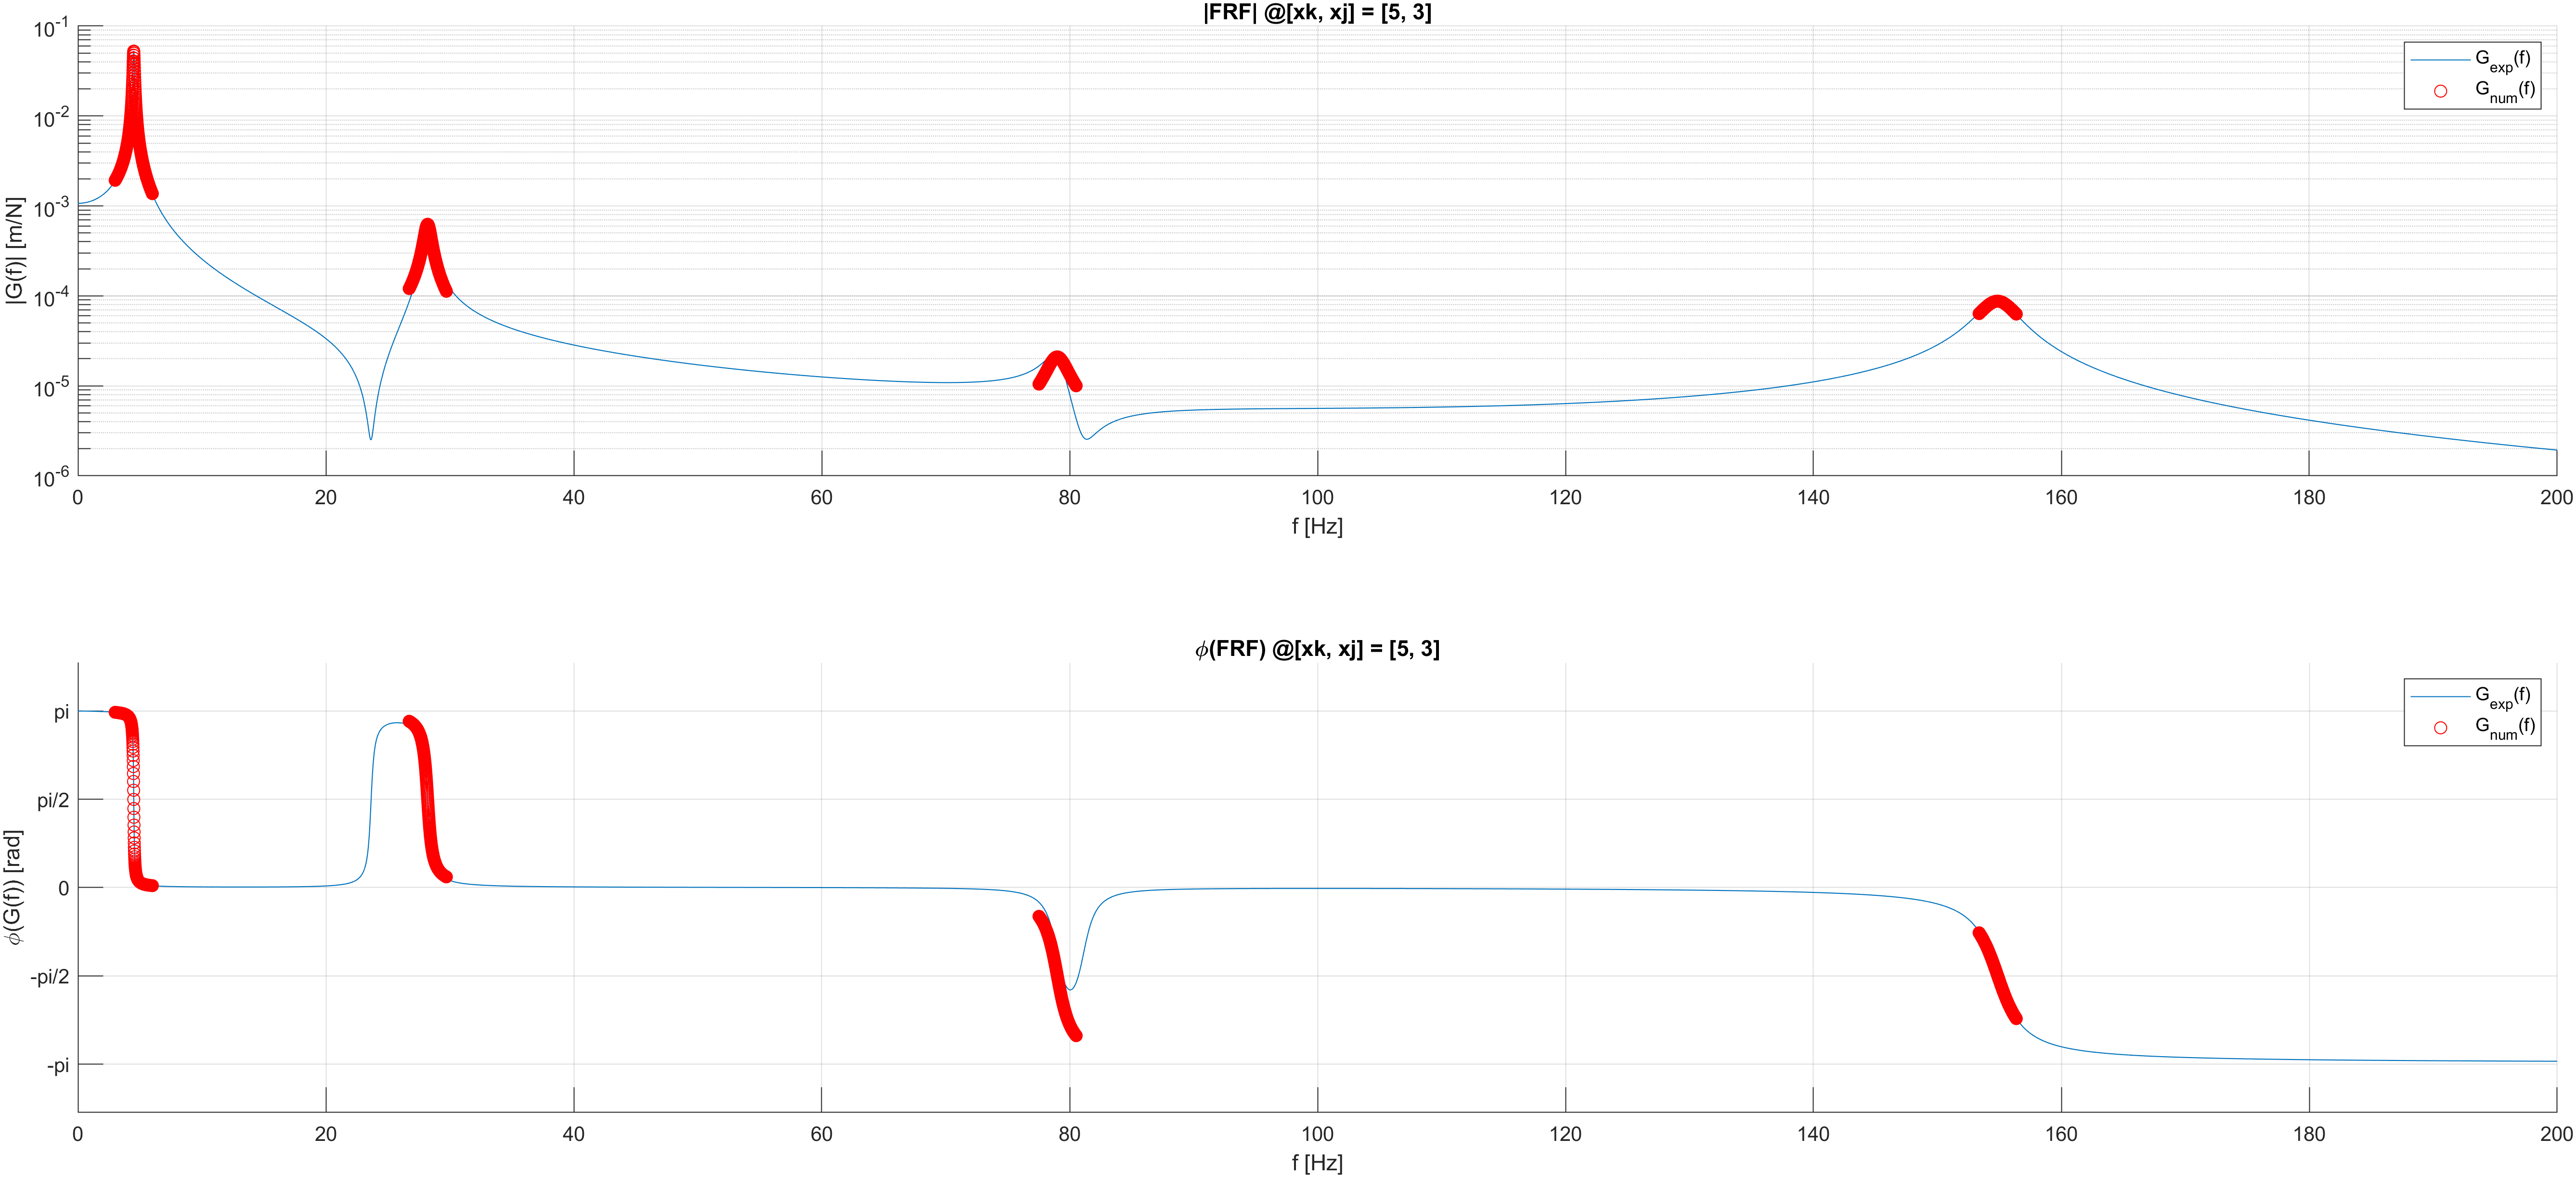 |FRF| @[xk, xj] = [5, 3]
G_exp(f)
G_num(f)
10^-1
10^-2
10^-3
10^-4
10^-5
10^-6
|G(f)| [m/N]
0 20 40 60 80 100 120 140 160 180 200
f [Hz]
ϕ(FRF) @[xk, xj] = [5, 3]
G_exp(f)
G_num(f)
pi
pi/2
0
-pi/2
-pi
ϕ(G(f)) [rad]
0 20 40 60 80 100 120 140 160 180 200
f [Hz]